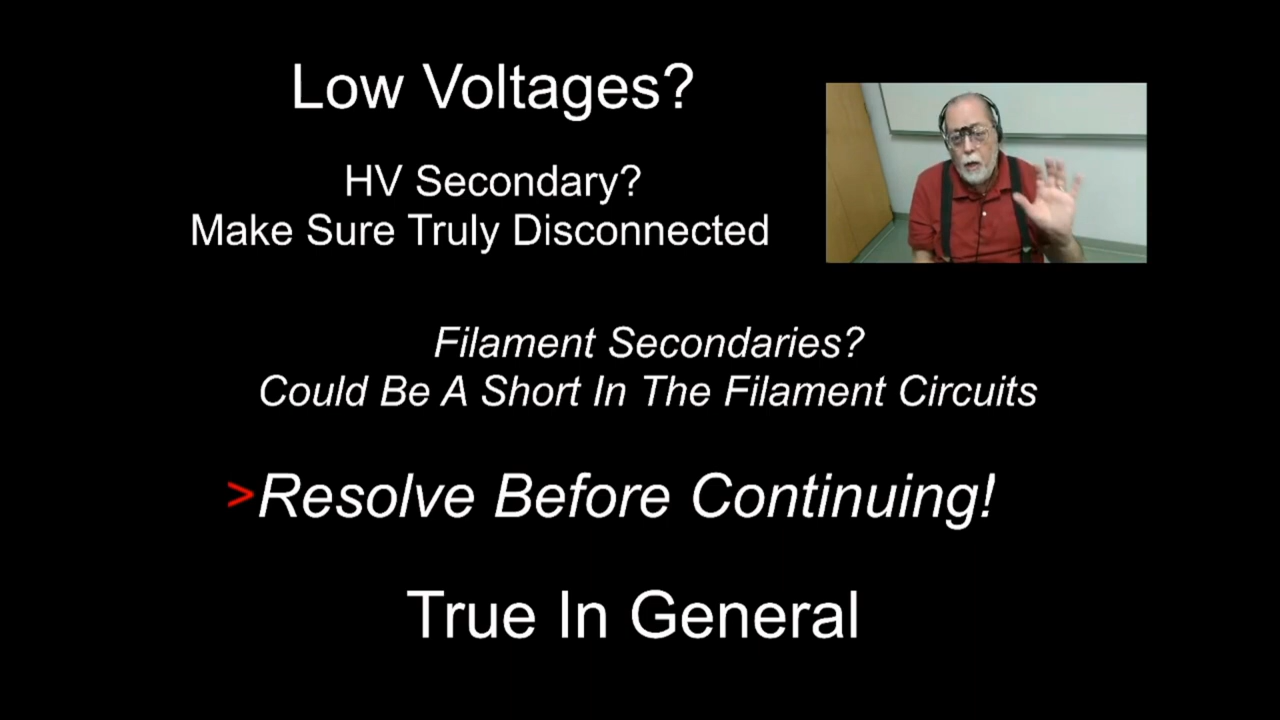 Low Voltages?
HV Secondary?
Make Sure Truly Disconnected
Filament Secondaries?
Could Be A Short In The Filament Circuits
>Resolve Before Continuing!
True In General